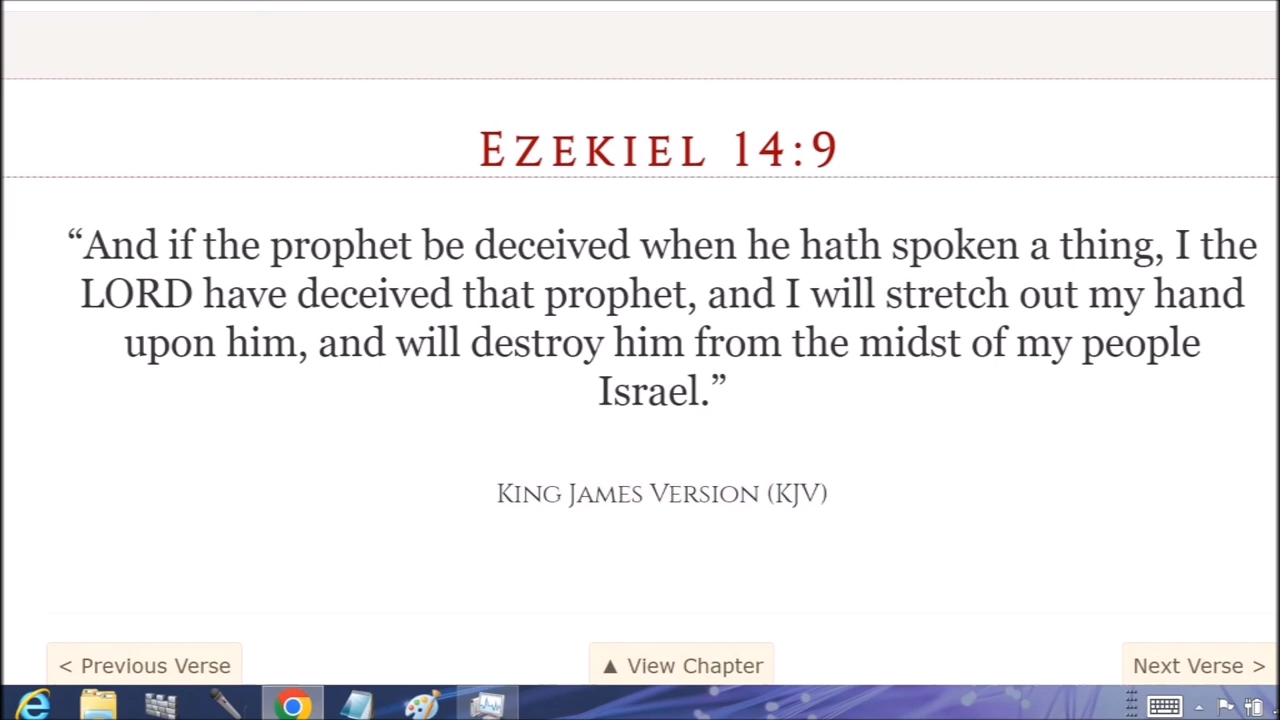 EZEKIEL 14:9
“And if the prophet be deceived when he hath spoken a thing, I the
LORD have deceived that prophet, and I will stretch out my hand
upon him, and will destroy him from the midst of my people
Israel.”
KING JAMES VERSION (KJV)
< Previous Verse
▲ View Chapter
Next Verse >